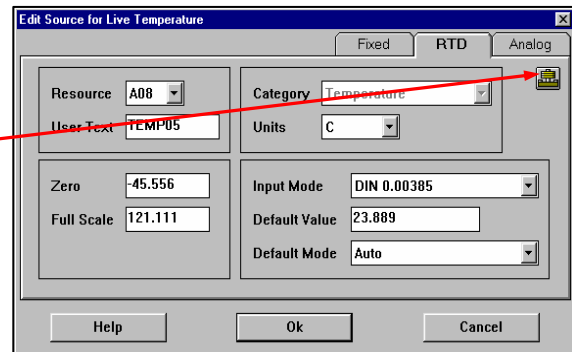 Edit Source for Live Temperature
Fixed RTD Analog
Resource A08
User Text TEMP05
Category Temperature
Units C
Zero -45.556
Full Scale 121.111
Input Mode DIN 0.00385
Default Value 23.889
Default Mode Auto
Help Ok Cancel